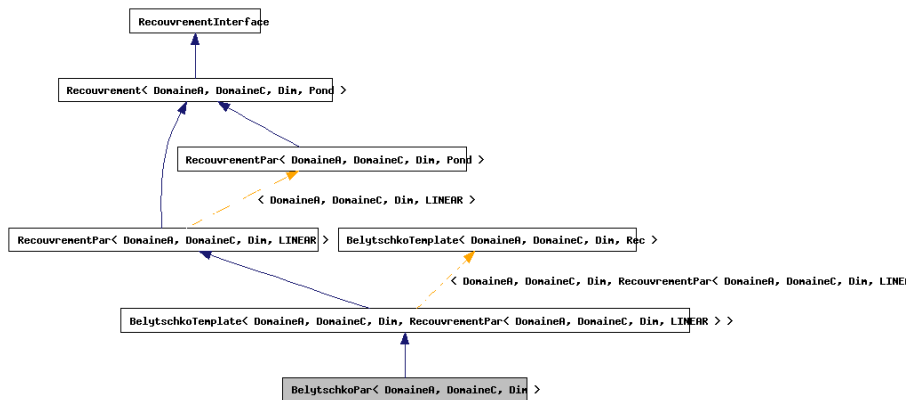 RecouvrementInterface
Recouvrement< DomaineA, DomaineC, Dim, Pond >
RecouvrementPar< DomaineA, DomaineC, Dim, Pond >
< DomaineA, DomaineC, Dim, LINEAR >
RecouvrementPar< DomaineA, DomaineC, Dim, LINEAR >
BelytschkoTemplate< DomaineA, DomaineC, Dim, Rec >
< DomaineA, DomaineC, Dim, RecouvrementPar< DomaineA, DomaineC, Dim, LINEA
BelytschkoTemplate< DomaineA, DomaineC, Dim, RecouvrementPar< DomaineA, DomaineC, Dim, LINEAR > >
BelytschkoPar< DomaineA, DomaineC, Dim >